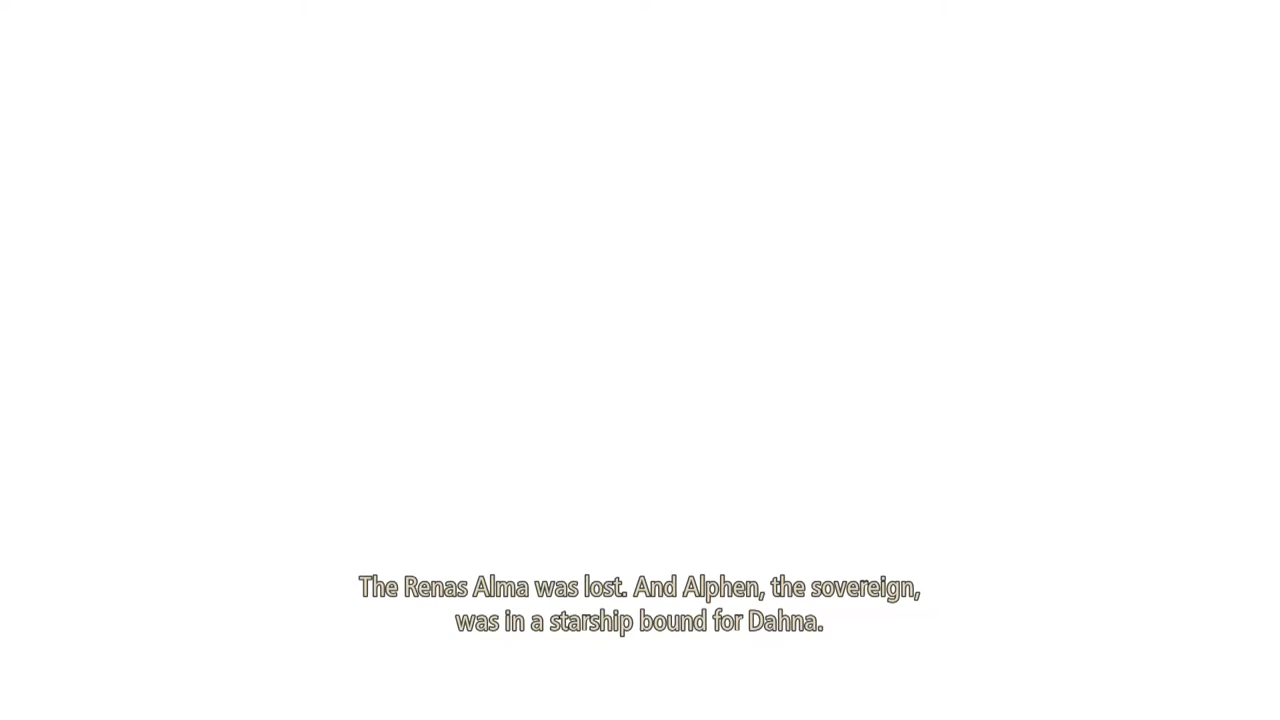 The Renas Alma was lost. And Alphen, the sovereign,
was in a starship bound for Dahna.